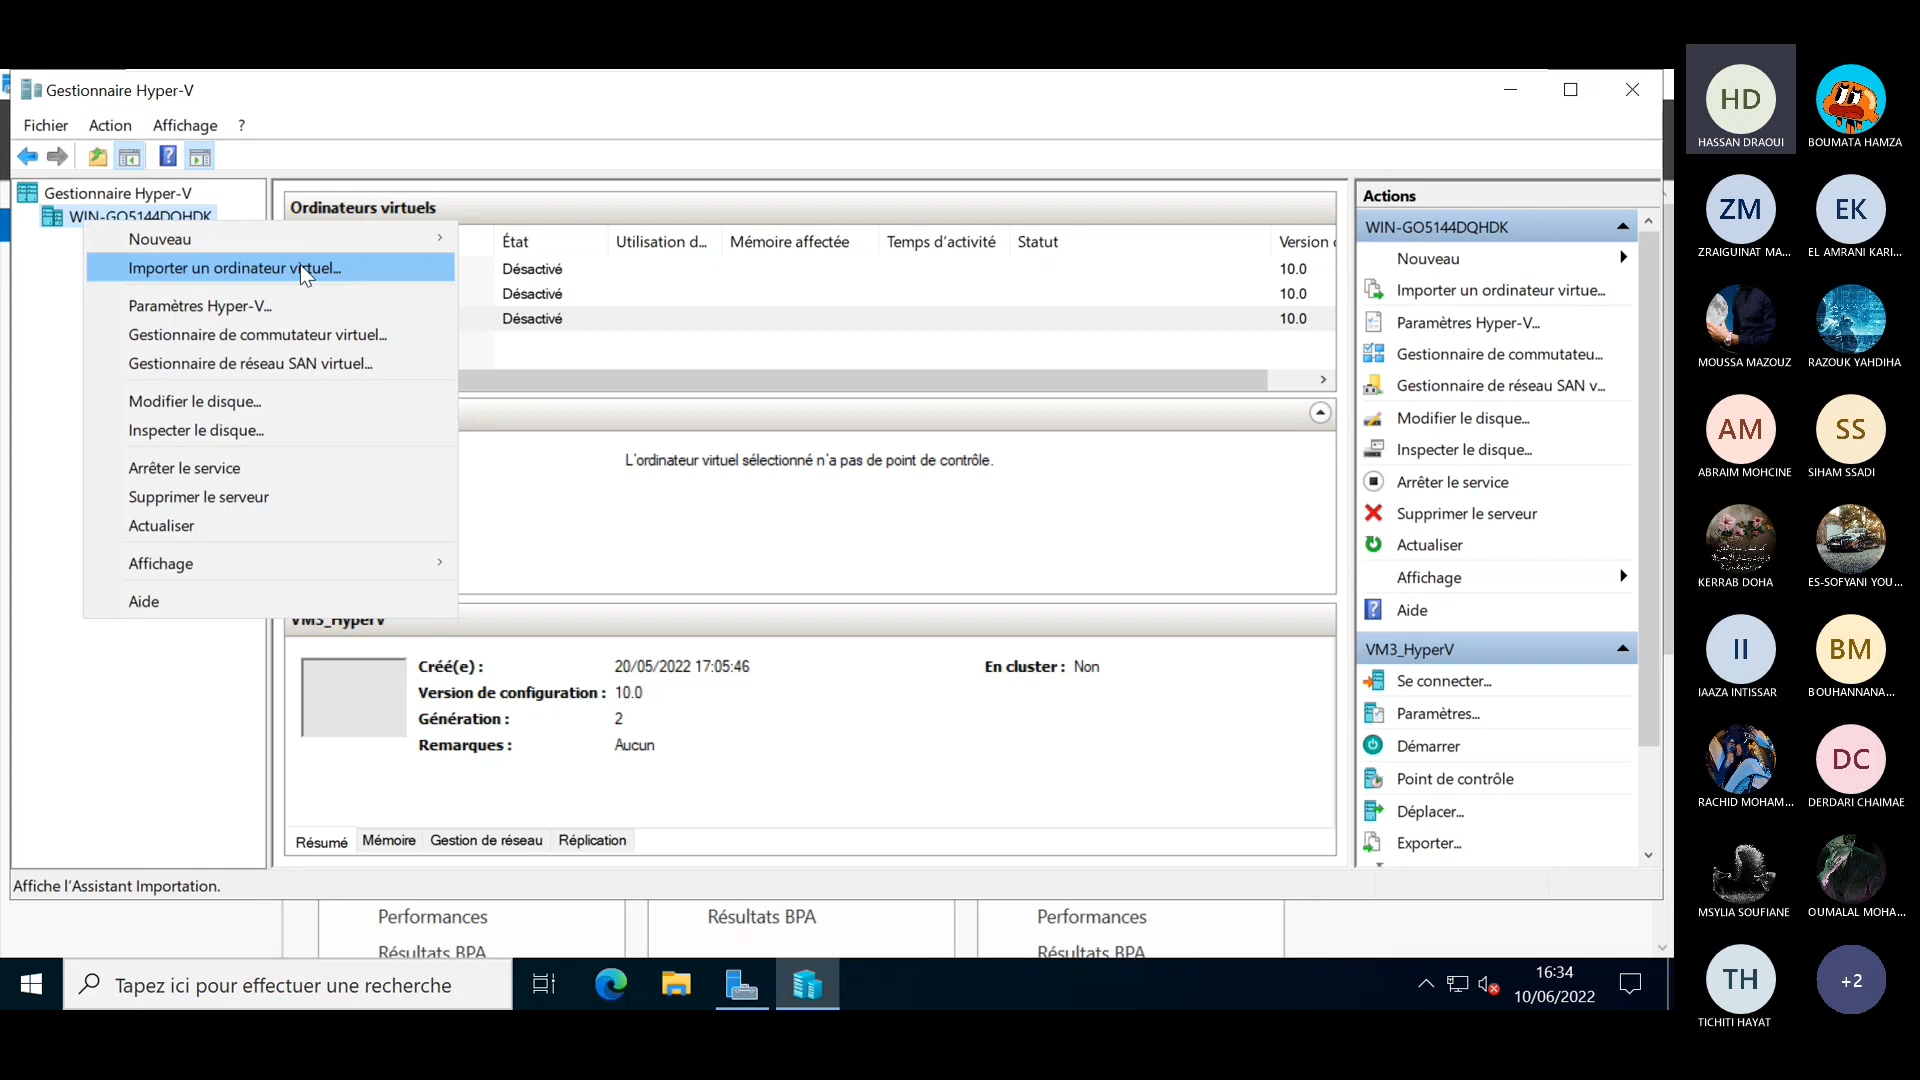 Gestionnaire Hyper-V
Fichier Action Affichage ?
Gestionnaire Hyper-V
WIN-GO5144DQHDK
Nouveau
Importer un ordinateur virtuel...
Paramètres Hyper-V...
Gestionnaire de commutateur virtuel...
Gestionnaire de réseau SAN virtuel...
Modifier le disque...
Inspecter le disque...
Arrêter le service
Supprimer le serveur
Actualiser
Affichage
Aide
Ordinateurs virtuels
État Utilisation d... Mémoire affectée Temps d'activité Statut Version
Désactivé 10.0
Désactivé 10.0
Désactivé 10.0
L'ordinateur virtuel sélectionné n'a pas de point de contrôle.
VM3_HyperV
Créé(e) : 20/05/2022 17:05:46 En cluster : Non
Version de configuration : 10.0
Génération : 2
Remarques : Aucun
Résumé Mémoire Gestion de réseau Réplication
Actions
WIN-GO5144DQHDK
Nouveau
Importer un ordinateur virtue...
Paramètres Hyper-V...
Gestionnaire de commutateu...
Gestionnaire de réseau SAN v...
Modifier le disque...
Inspecter le disque...
Arrêter le service
Supprimer le serveur
Actualiser
Affichage
Aide
VM3_HyperV
Se connecter...
Paramètres...
Démarrer
Point de contrôle
Déplacer...
Exporter...
Affiche l'Assistant Importation.
Performances Résultats BPA Performances
Résultats BPA Résultats BPA
Tapez ici pour effectuer une recherche
16:34
10/06/2022
HD
HASSAN DRAOUI BOUMATA HAMZA
ZM EK
ZRAIGUINAT MA... EL AMRANI KARI...
MOUSSA MAZOUZ RAZOUK YAHDIHA
AM SS
ABRAIM MOHCINE SIHAM SSADI
KERRAB DOHA ES-SOFYANI YOU...
II BM
IAAZA INTISSAR BOUHANNANA...
DC
RACHID MOHAM... DERDARI CHAIMAE
MSYLIA SOUFIANE OUMALAL MOHA...
TH +2
TICHITI HAYAT